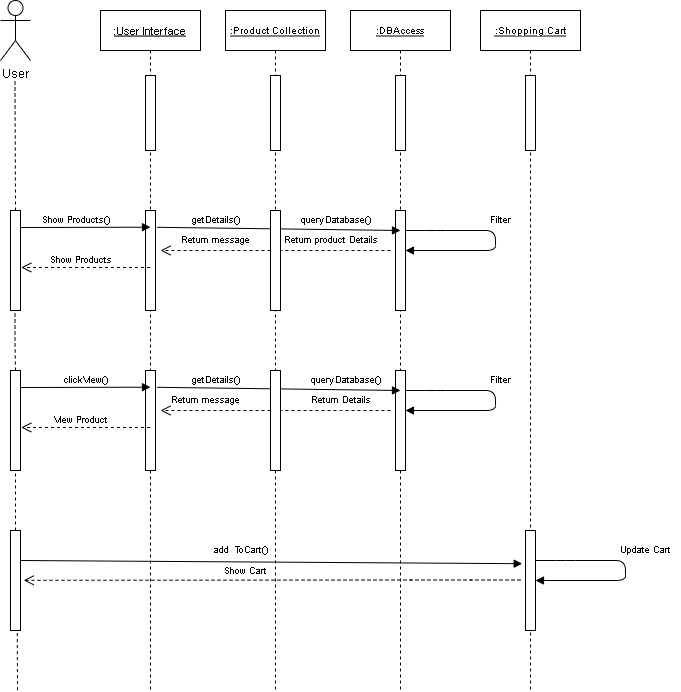 :User Interface
:Product Collection
:DBAccess
:Shopping Cart
User
Show Products()
getDetails()
queryDatabase()
Filter
Return message
Return product Details
Show Products
clickView()
getDetails()
queryDatabase()
Filter
Return message
Return Details
View Product
add ToCart()
Update Cart
Show Cart